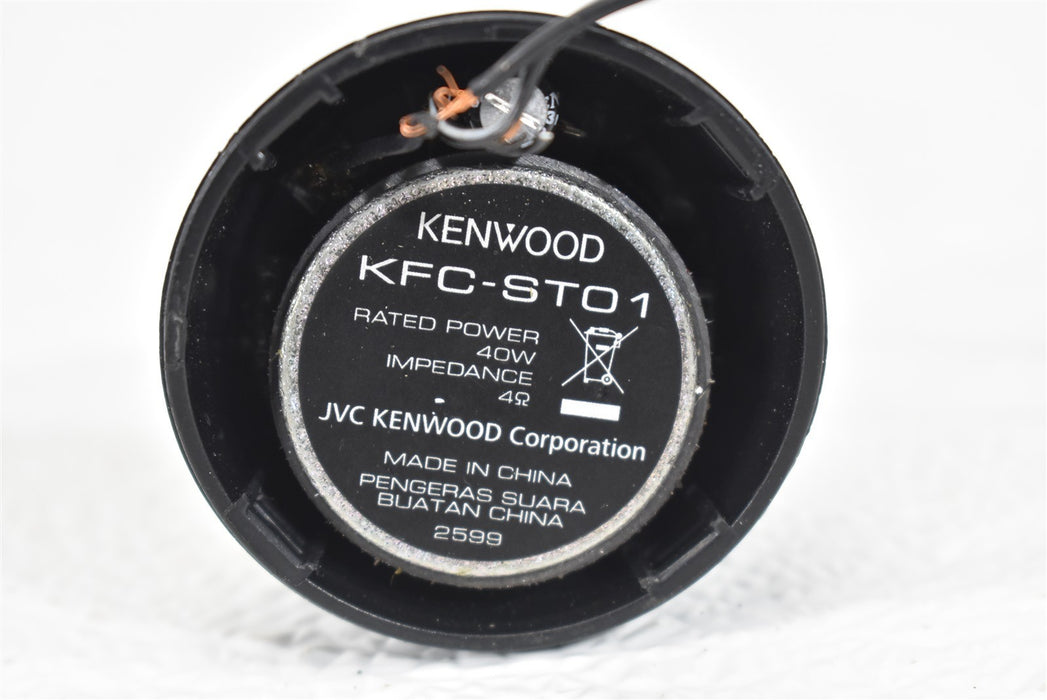 KENWOOD
KFC-ST01
RATED POWER
40W
IMPEDANCE
4Ω
JVC KENWOOD Corporation
MADE IN CHINA
PENGERAS SUARA
BUATAN CHINA
2599